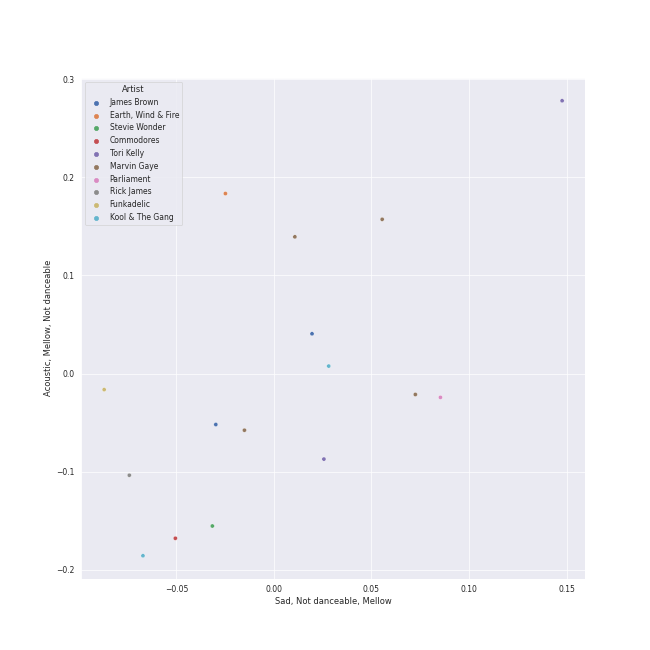 0.3
0.2
0.1
0.0
−0.1
−0.2
Acoustic, Mellow, Not danceable
Artist
James Brown
Earth, Wind & Fire
Stevie Wonder
Commodores
Tori Kelly
Marvin Gaye
Parliament
Rick James
Funkadelic
Kool & The Gang
−0.05 0.00 0.05 0.10 0.15
Sad, Not danceable, Mellow